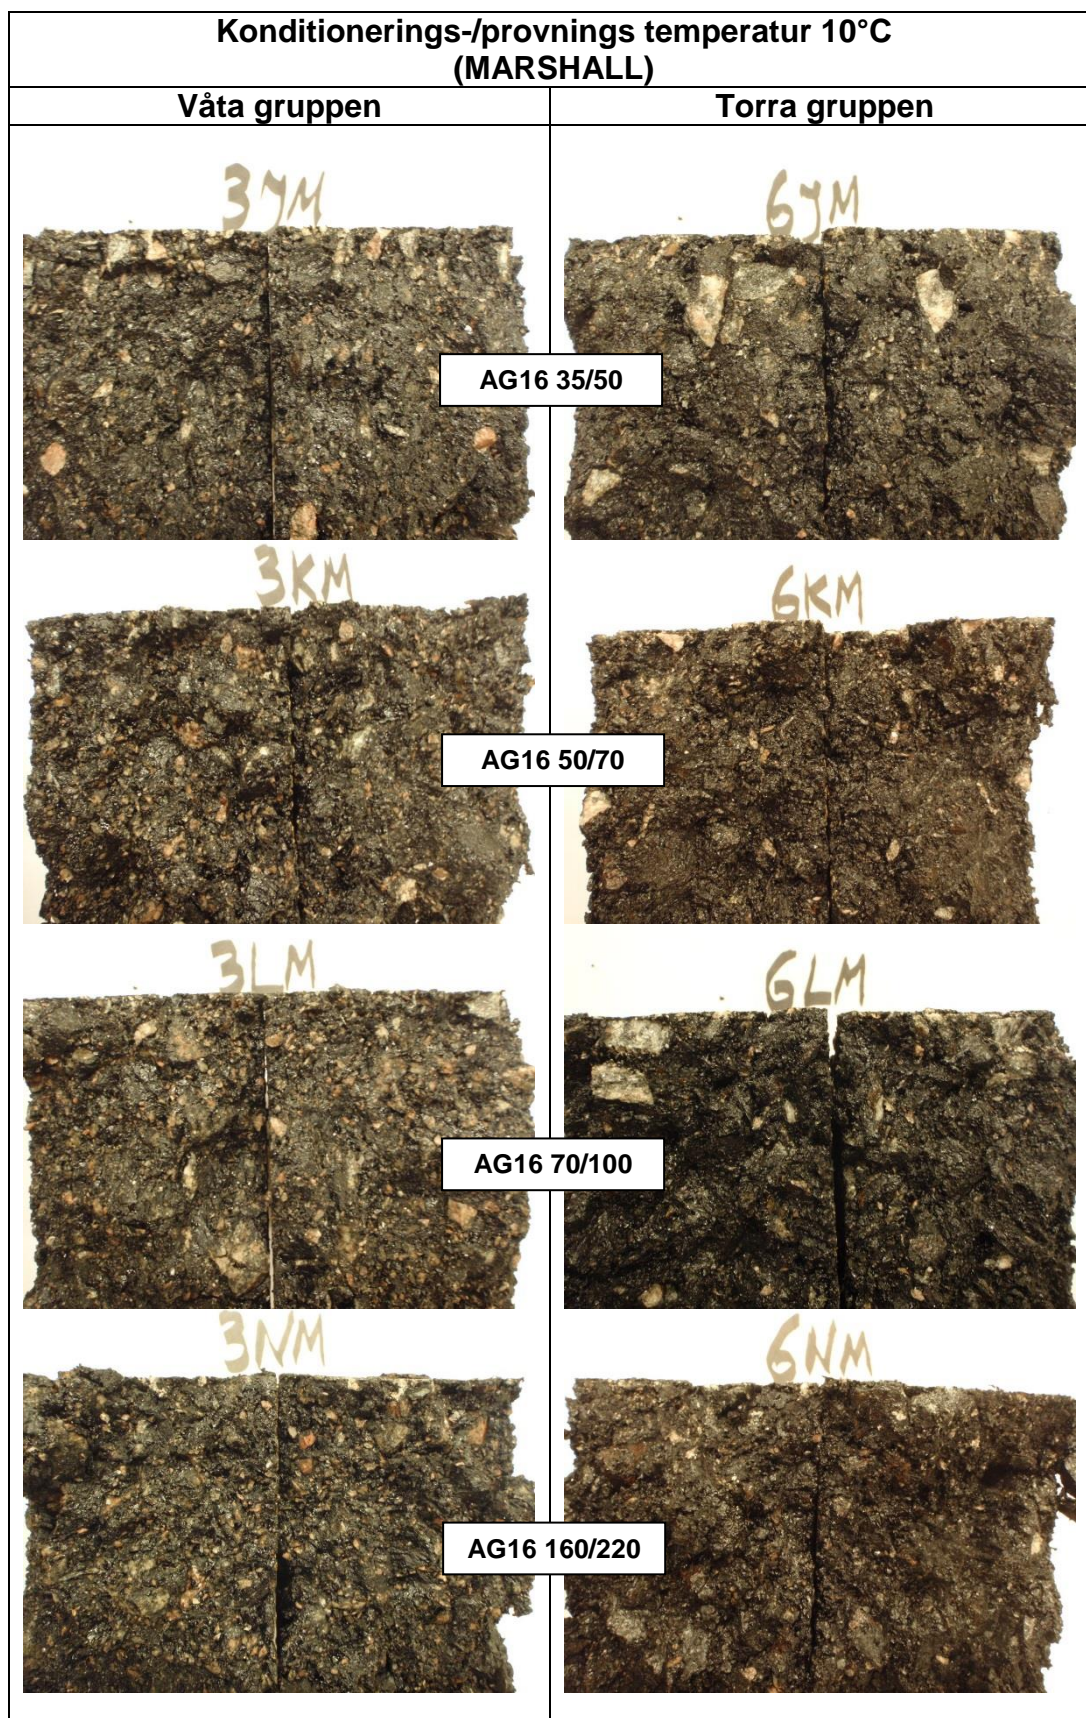 Konditionerings-/provnings temperatur 10°C
(MARSHALL)
Våta gruppen
Torra gruppen
3JM
6JM
AG16 35/50
3KM
6KM
AG16 50/70
3LM
6LM
AG16 70/100
3NM
6NM
AG16 160/220